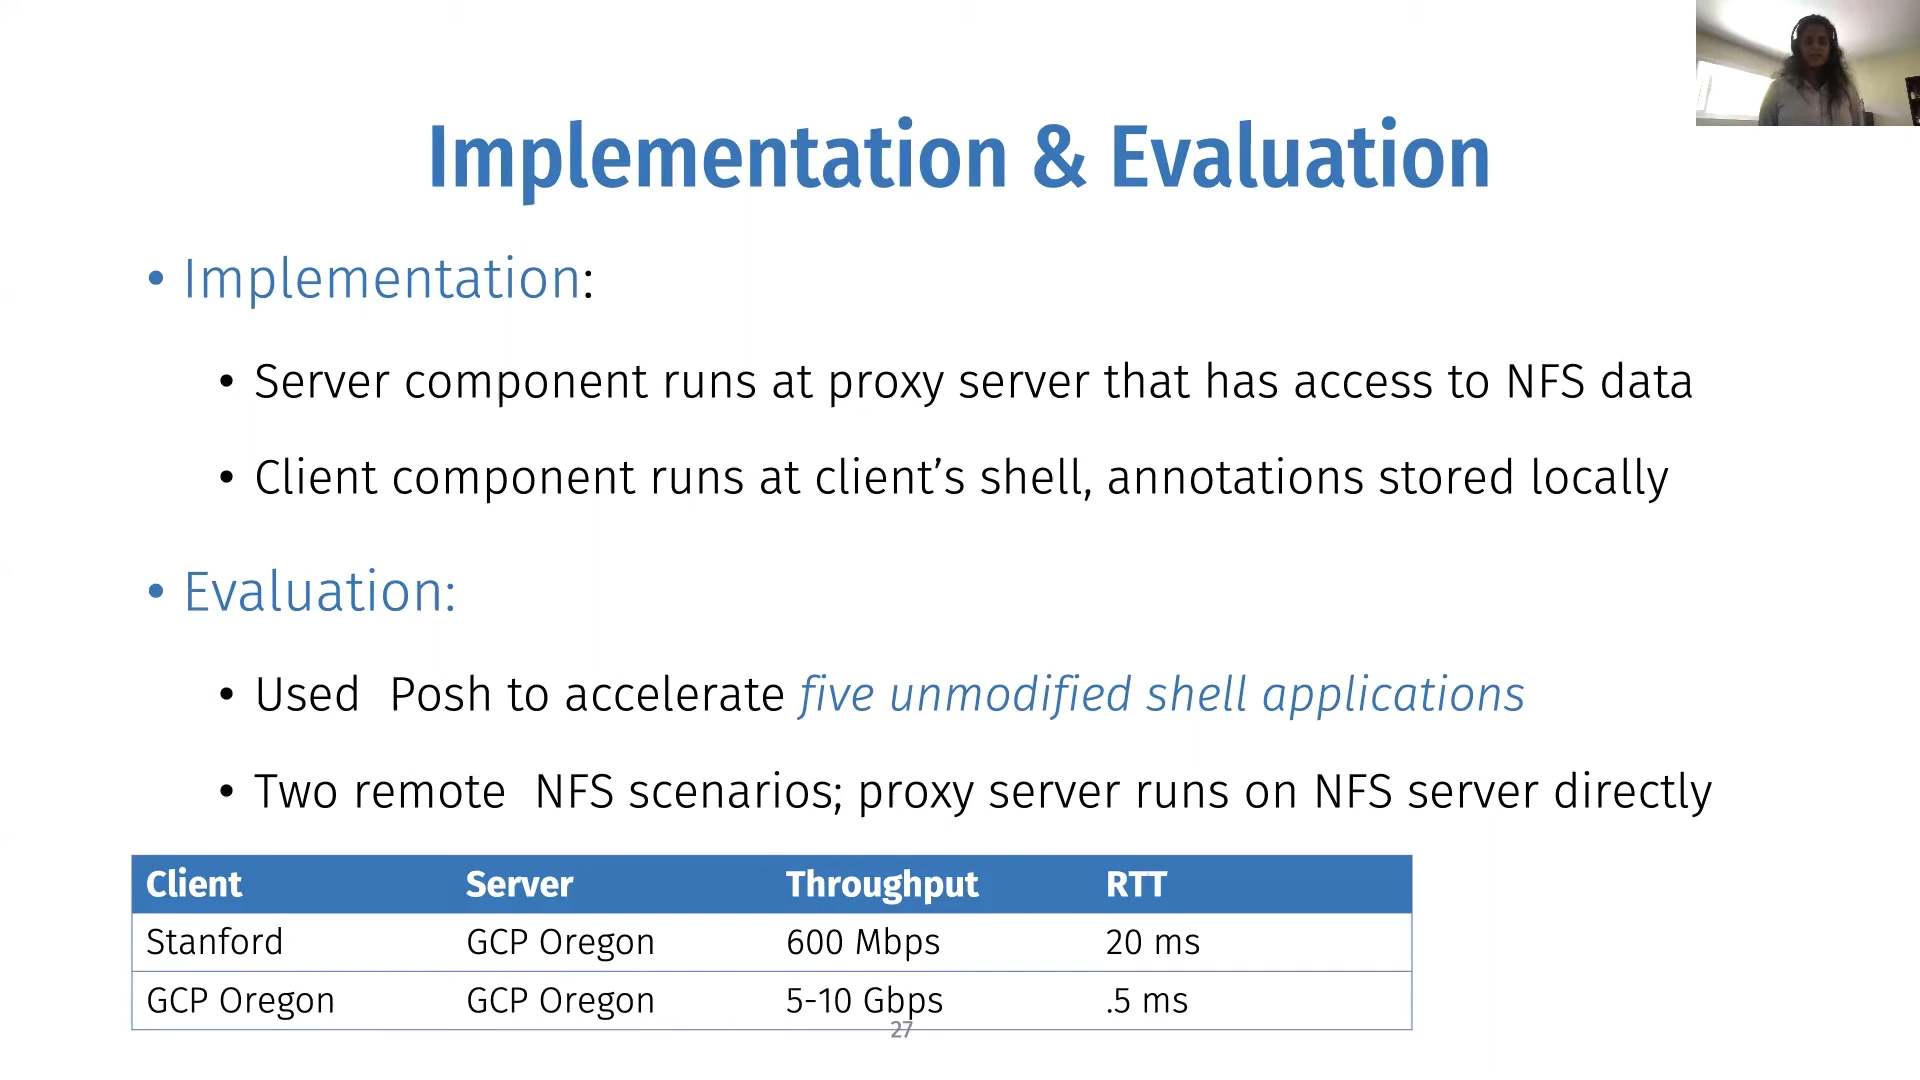 Implementation & Evaluation
• Implementation:
• Server component runs at proxy server that has access to NFS data
• Client component runs at client’s shell, annotations stored locally
• Evaluation:
• Used  Posh to accelerate five unmodified shell applications
• Two remote  NFS scenarios; proxy server runs on NFS server directly
Client Server Throughput RTT
Stanford GCP Oregon 600 Mbps 20 ms
GCP Oregon GCP Oregon 5-10 Gbps .5 ms
27